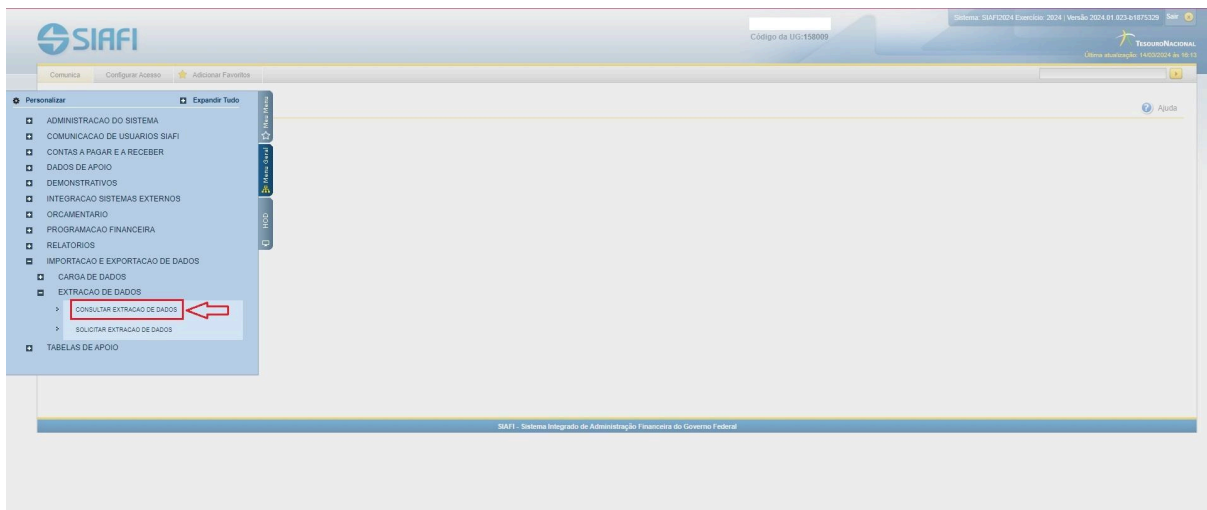 Sistema: SIAFI2024 Exercício: 2024 | Versão 2024.01.023-b1875329 Sair
SIAFI
Código da UG:158009
TESOURONACIONAL
Última atualização: 14/03/2024 às 10:15
Comunica Configurar Acesso Adicionar Favoritos
Personalizar Expandir Tudo
Meu Menu
Menu Geral
HOD
Ajuda
ADMINISTRACAO DO SISTEMA
COMUNICACAO DE USUARIOS SIAFI
CONTAS A PAGAR E A RECEBER
DADOS DE APOIO
DEMONSTRATIVOS
INTEGRACAO SISTEMAS EXTERNOS
ORCAMENTARIO
PROGRAMACAO FINANCEIRA
RELATORIOS
IMPORTACAO E EXPORTACAO DE DADOS
CARGA DE DADOS
EXTRACAO DE DADOS
CONSULTAR EXTRACAO DE DADOS
SOLICITAR EXTRACAO DE DADOS
TABELAS DE APOIO
SIAFI - Sistema Integrado de Administração Financeira do Governo Federal